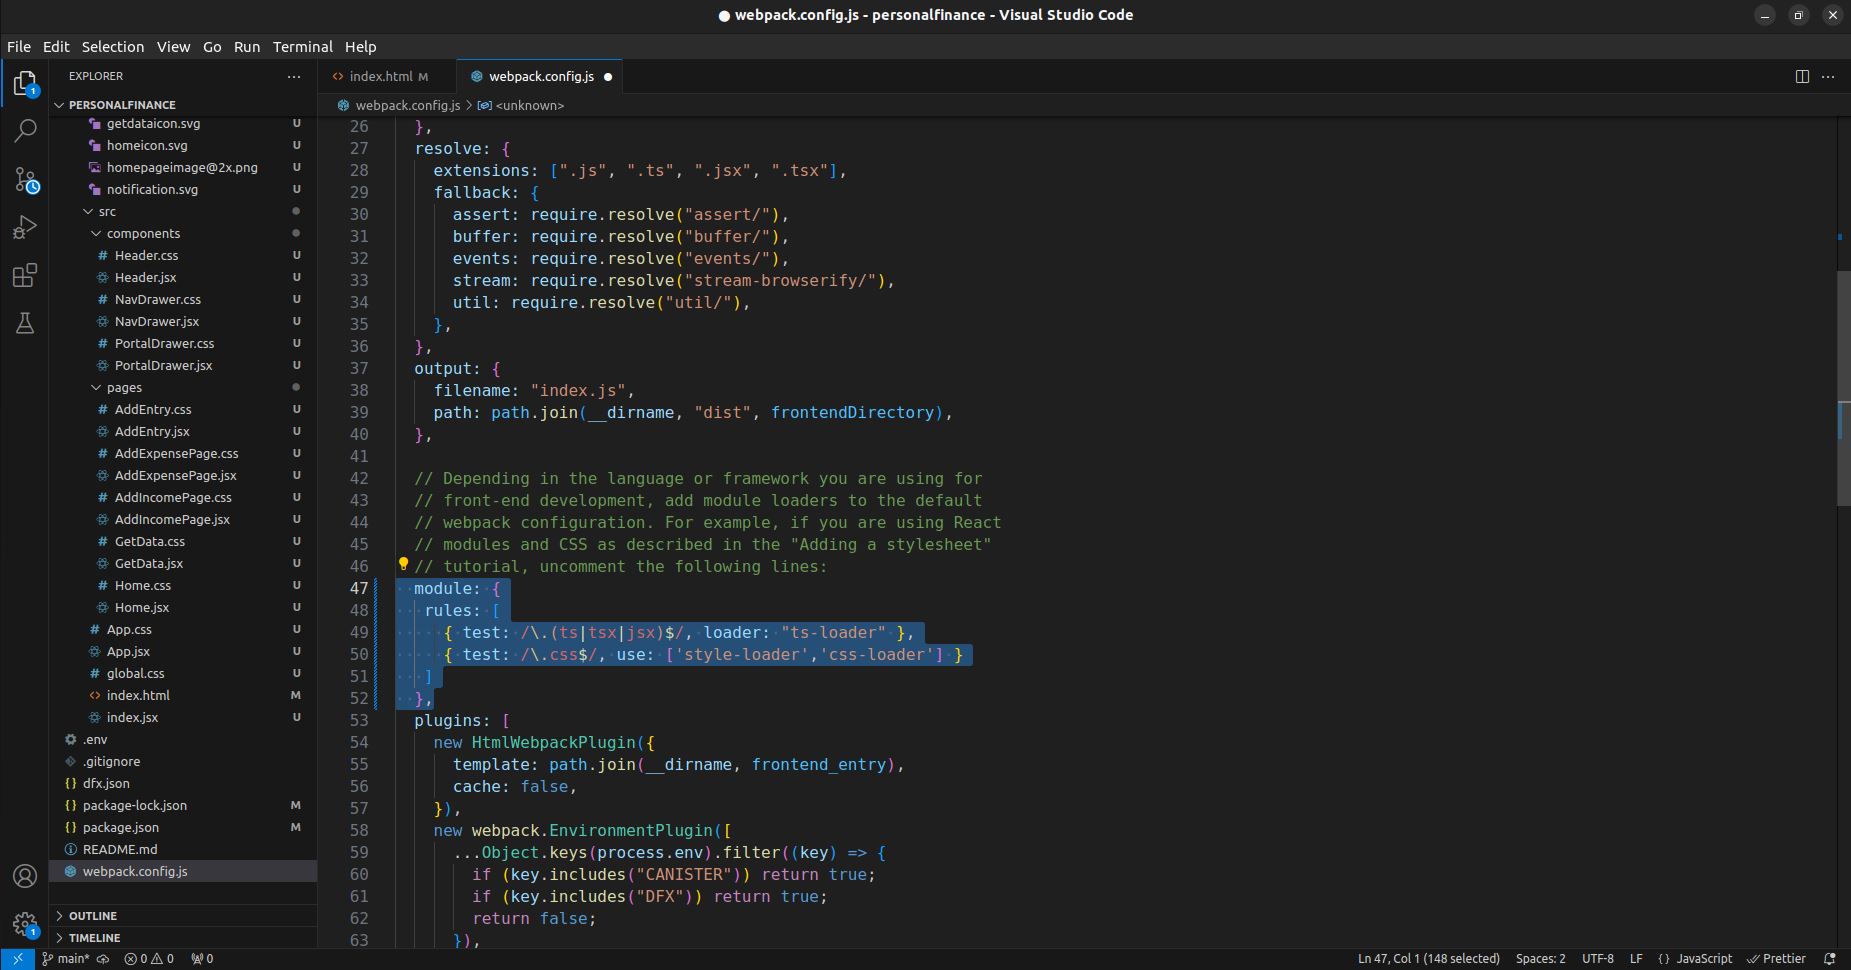 webpack.config.js - personalfinance - Visual Studio Code
File Edit Selection View Go Run Terminal Help
EXPLORER
index.html M
webpack.config.js
PERSONALFINANCE
webpack.config.js > <unknown>
getdataicon.svg U
homeicon.svg U
homepageimage@2x.png U
notification.svg U
src
components
Header.css U
Header.jsx U
NavDrawer.css U
NavDrawer.jsx U
PortalDrawer.css U
PortalDrawer.jsx U
pages
AddEntry.css U
AddEntry.jsx U
AddExpensePage.css U
AddExpensePage.jsx U
AddIncomePage.css U
AddIncomePage.jsx U
GetData.css U
GetData.jsx U
Home.css U
Home.jsx U
App.css U
App.jsx U
global.css U
index.html M
index.jsx U
.env
.gitignore
dfx.json
package-lock.json M
package.json M
README.md
webpack.config.js
OUTLINE
TIMELINE
1
1
26 },
27 resolve: {
28 extensions: [".js", ".ts", ".jsx", ".tsx"],
29 fallback: {
30 assert: require.resolve("assert/"),
31 buffer: require.resolve("buffer/"),
32 events: require.resolve("events/"),
33 stream: require.resolve("stream-browserify/"),
34 util: require.resolve("util/"),
35 },
36 },
37 output: {
38 filename: "index.js",
39 path: path.join(__dirname, "dist", frontendDirectory),
40 },
41
42 // Depending in the language or framework you are using for
43 // front-end development, add module loaders to the default
44 // webpack configuration. For example, if you are using React
45 // modules and CSS as described in the "Adding a stylesheet"
46 // tutorial, uncomment the following lines:
47 module: {
48 rules: [
49 { test: /\.(ts|tsx|jsx)$/, loader: "ts-loader" },
50 { test: /\.css$/, use: ['style-loader','css-loader'] }
51 ]
52 },
53 plugins: [
54 new HtmlWebpackPlugin({
55 template: path.join(__dirname, frontend_entry),
56 cache: false,
57 }),
58 new webpack.EnvironmentPlugin([
59 ...Object.keys(process.env).filter((key) => {
60 if (key.includes("CANISTER")) return true;
61 if (key.includes("DFX")) return true;
62 return false;
63 }),
main* 0 0 0 Ln 47, Col 1 (148 selected) Spaces: 2 UTF-8 LF {} JavaScript Prettier